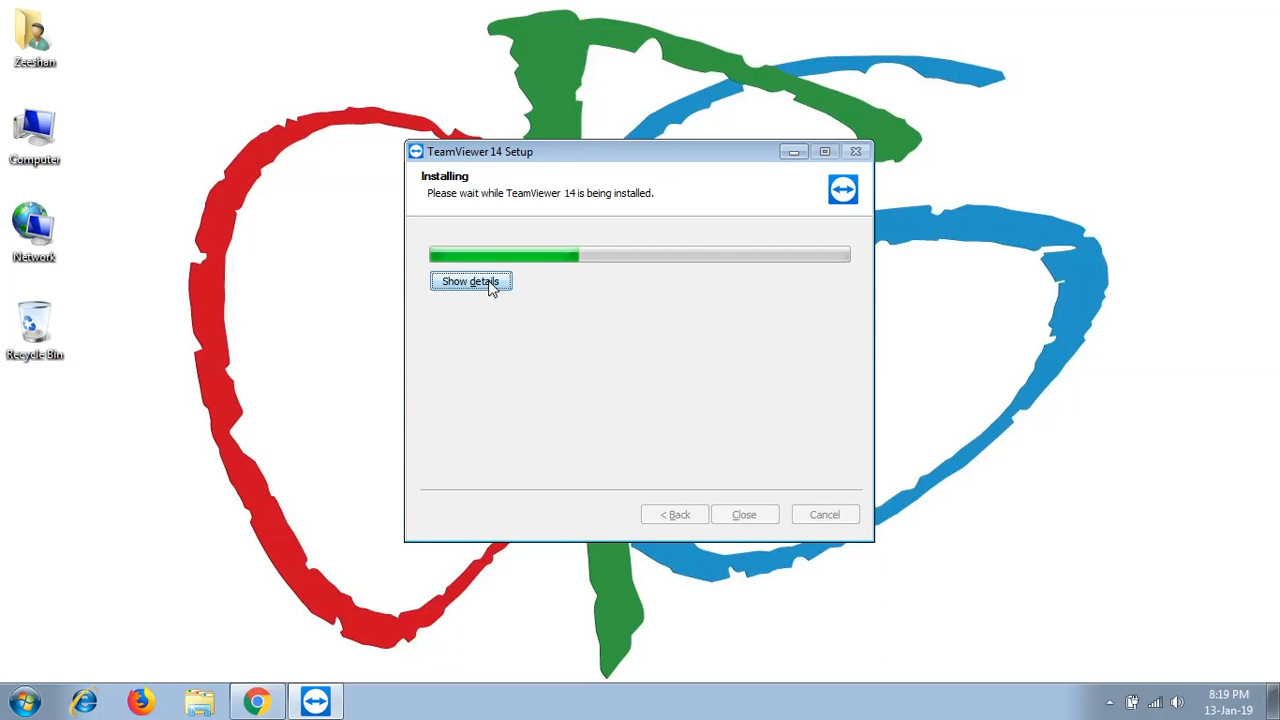 Zeeshan
Computer
Network
Recycle Bin
TeamViewer 14 Setup
Installing
Please wait while TeamViewer 14 is being installed.
Show details
< Back
Close
Cancel
8:19 PM
13-Jan-19